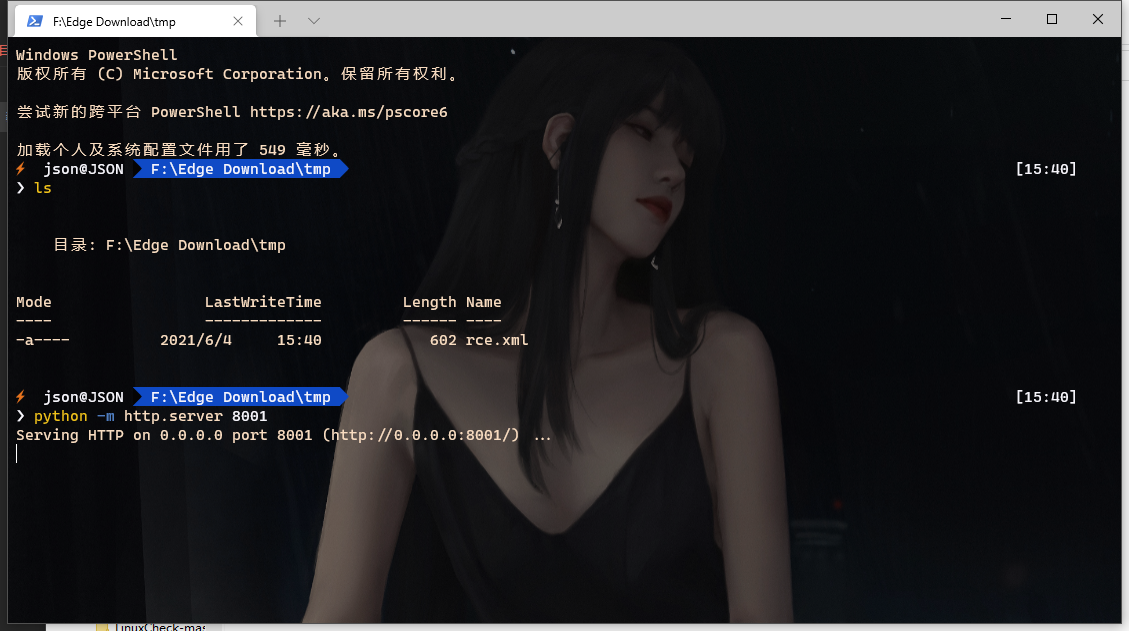 F:\Edge Download\tmp
Windows PowerShell
版权所有 (C) Microsoft Corporation。保留所有权利。
尝试新的跨平台 PowerShell https://aka.ms/pscore6
加载个人及系统配置文件用了 549 毫秒。
json@JSON F:\Edge Download\tmp [15:40]
❯ ls
目录: F:\Edge Download\tmp
Mode LastWriteTime Length Name
---- ------------- ------ ----
-a---- 2021/6/4 15:40 602 rce.xml
json@JSON F:\Edge Download\tmp [15:40]
❯ python -m http.server 8001
Serving HTTP on 0.0.0.0 port 8001 (http://0.0.0.0:8001/) ...